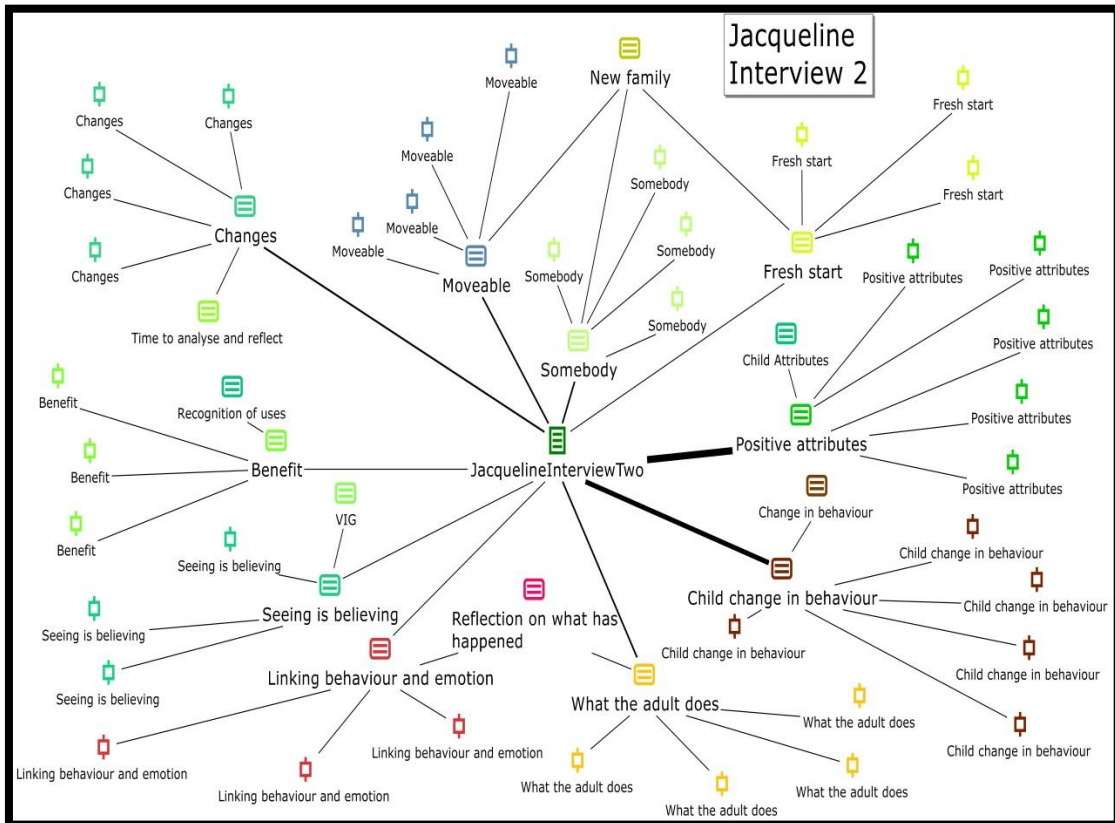 Jacqueline
Interview 2
New family
Moveable
Fresh start
Changes
Changes
Moveable
Fresh start
Somebody
Changes
Fresh start
Moveable
Changes
Moveable
Somebody
Somebody
Changes
Moveable
Fresh start
Positive attributes
Positive attributes
Somebody
Time to analyse and reflect
Positive attributes
Child Attributes
Somebody
Benefit
Recognition of uses
Positive attributes
Positive attributes
Benefit
Benefit
JacquelineInterviewTwo
Positive attributes
VIG
Change in behaviour
Benefit
Seeing is believing
Child change in behaviour
Child change in behaviour
Child change in behaviour
Seeing is believing
Seeing is believing
Reflection on what has
happened
Child change in behaviour
Child change in behaviour
Linking behaviour and emotion
Seeing is believing
What the adult does
What the adult does
Child change in behaviour
Linking behaviour and emotion
Linking behaviour and emotion
Linking behaviour and emotion
What the adult does
What the adult does
What the adult does